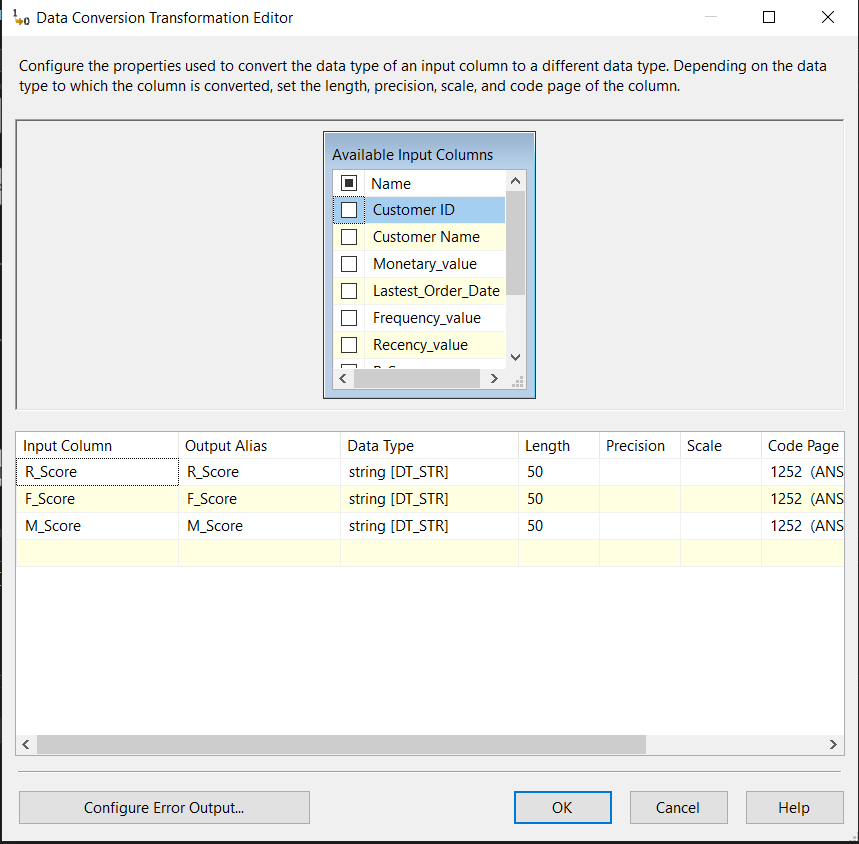 Data Conversion Transformation Editor
Configure the properties used to convert the data type of an input column to a different data type. Depending on the data
type to which the column is converted, set the length, precision, scale, and code page of the column.
Available Input Columns
Name
Customer ID
Customer Name
Monetary_value
Lastest_Order_Date
Frequency_value
Recency_value
Input Column Output Alias Data Type Length Precision Scale Code Page
R_Score R_Score string [DT_STR] 50 1252 (ANS
F_Score F_Score string [DT_STR] 50 1252 (ANS
M_Score M_Score string [DT_STR] 50 1252 (ANS
Configure Error Output... OK Cancel Help